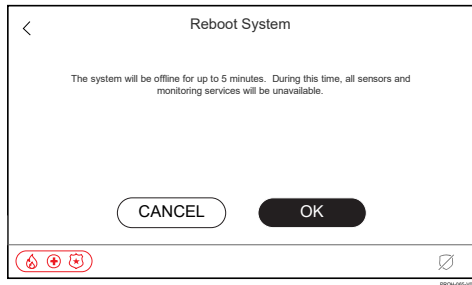 Reboot System
The system will be offline for up to 5 minutes. During this time, all sensors and
monitoring services will be unavailable.
CANCEL
OK